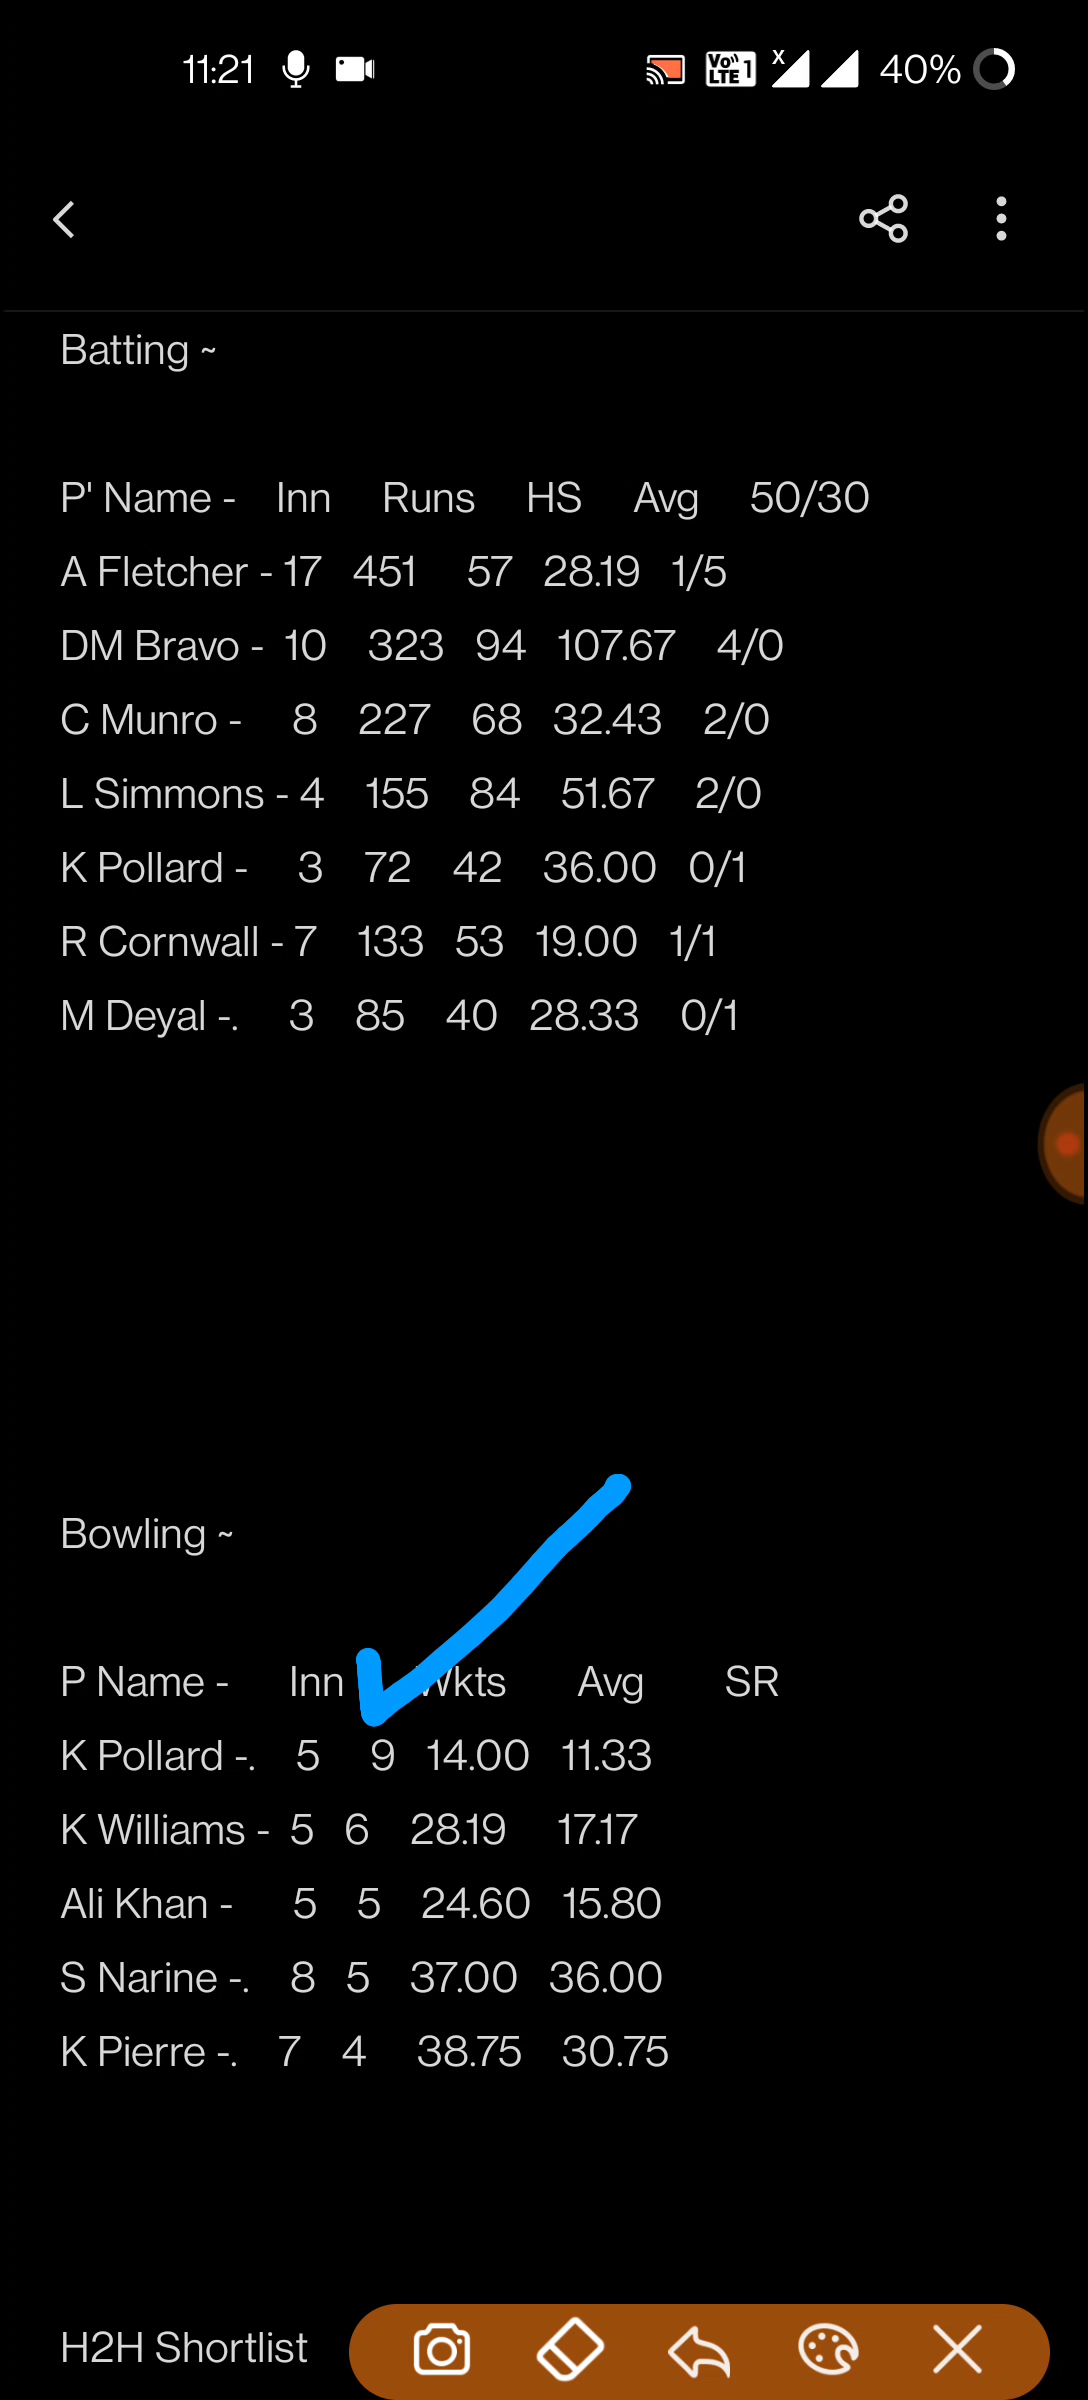 11:21 Vo)) LTE 1 x 40%
Batting ~
P' Name - Inn Runs HS Avg 50/30
A Fletcher - 17 451 57 28.19 1/5
DM Bravo - 10 323 94 107.67 4/0
C Munro - 8 227 68 32.43 2/0
L Simmons - 4 155 84 51.67 2/0
K Pollard - 3 72 42 36.00 0/1
R Cornwall - 7 133 53 19.00 1/1
M Deyal -. 3 85 40 28.33 0/1
Bowling ~
P Name - Inn Wkts Avg SR
K Pollard -. 5 9 14.00 11.33
K Williams - 5 6 28.19 17.17
Ali Khan - 5 5 24.60 15.80
S Narine -. 8 5 37.00 36.00
K Pierre -. 7 4 38.75 30.75
H2H Shortlist